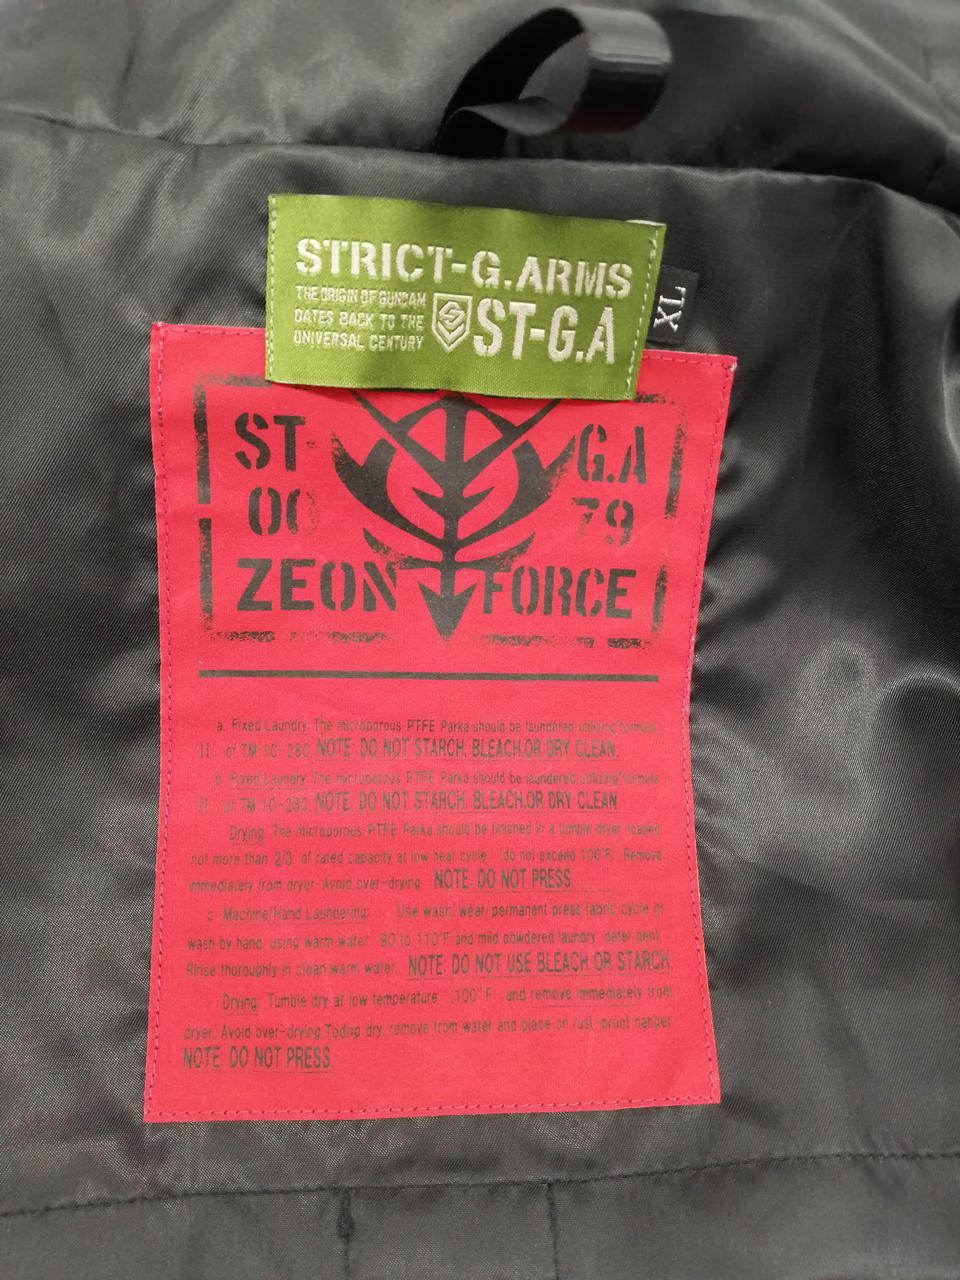 STRICT-G.ARMS
THE ORIGIN OF GUNDAM
DATES BACK TO THE
UNIVERSAL CENTURY
ST-G.A
XL
ST- G.A
00 79
ZEON FORCE
a. Fixed Laundry: The microporous PTFE Parka should be laundered utilizing formula
II of TM 10-280. NOTE: DO NOT STARCH, BLEACH,OR DRY CLEAN.
b. Fixed Laundry: The microporous PTFE Parka should be laundered utilizing formula
II of TM 10-280. NOTE: DO NOT STARCH, BLEACH,OR DRY CLEAN.
Drying: The microporous PTFE Parka should be finished in a tumble dryer, loaded
not more than 2/3 of rated capacity at low heat cycle do not exceed 100°F. Remove
immediately from dryer. Avoid over-drying. NOTE: DO NOT PRESS.
c. Machine/Hand Laundering: Use wash/wear/permanent press fabric cycle or
wash by hand using warm water 90 to 110°F and mild powdered laundry deter gent.
Rinse thoroughly in clean warm water. NOTE: DO NOT USE BLEACH OR STARCH.
Drying: Tumble dry at low temperature (100°F) and remove immediately from
dryer. Avoid over-drying.Todrip dry, remove from water and place on rust-proof hanger.
NOTE: DO NOT PRESS.